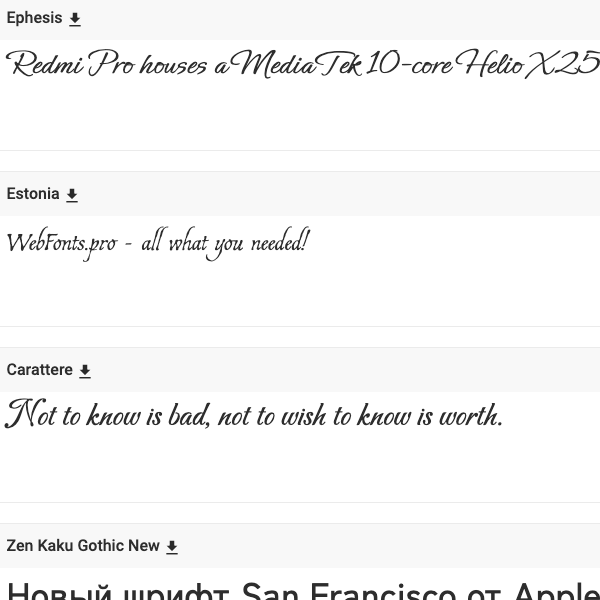 Ephesis
Redmi Pro houses a MediaTek 10-core Helio X25
Estonia
WebFonts.pro - all what you needed!
Carattere
Not to know is bad, not to wish to know is worth.
Zen Kaku Gothic New
Новый шрифт San Francisco от Apple